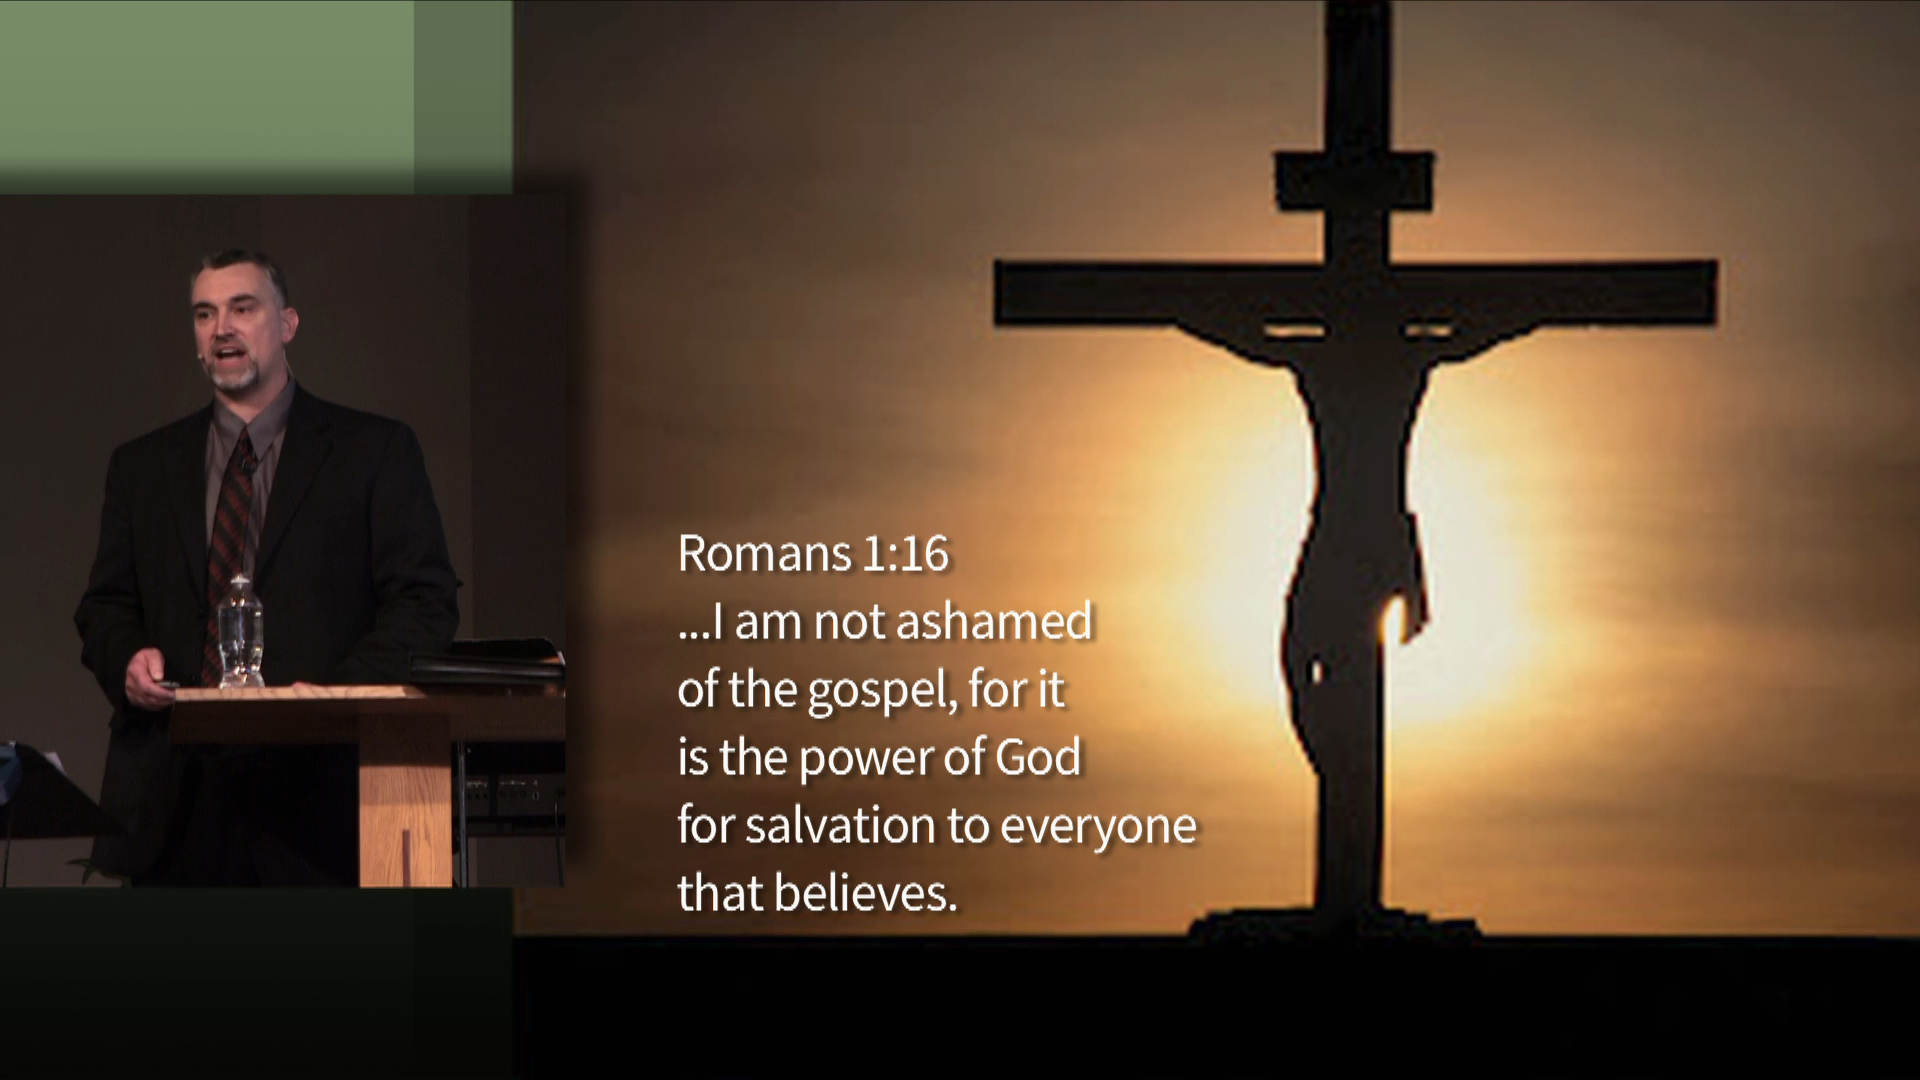 Romans 1:16
...I am not ashamed
of the gospel, for it
is the power of God
for salvation to everyone
that believes.